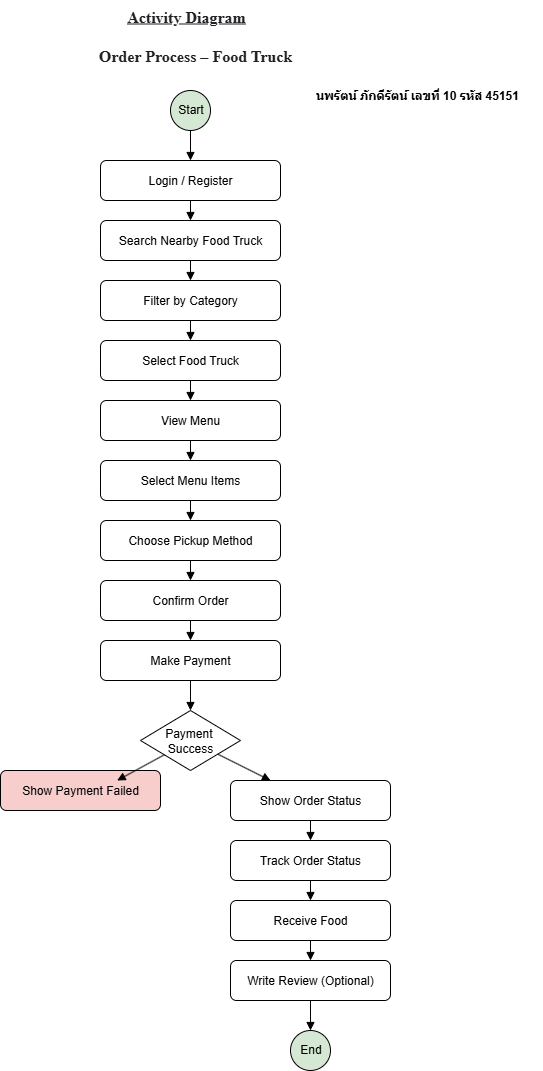 Activity Diagram
Order Process – Food Truck
นพรัตน์ ภักดีรัตน์ เลขที่ 10 รหัส 45151
Start
Login / Register
Search Nearby Food Truck
Filter by Category
Select Food Truck
View Menu
Select Menu Items
Choose Pickup Method
Confirm Order
Make Payment
Payment
Success
Show Payment Failed
Show Order Status
Track Order Status
Receive Food
Write Review (Optional)
End